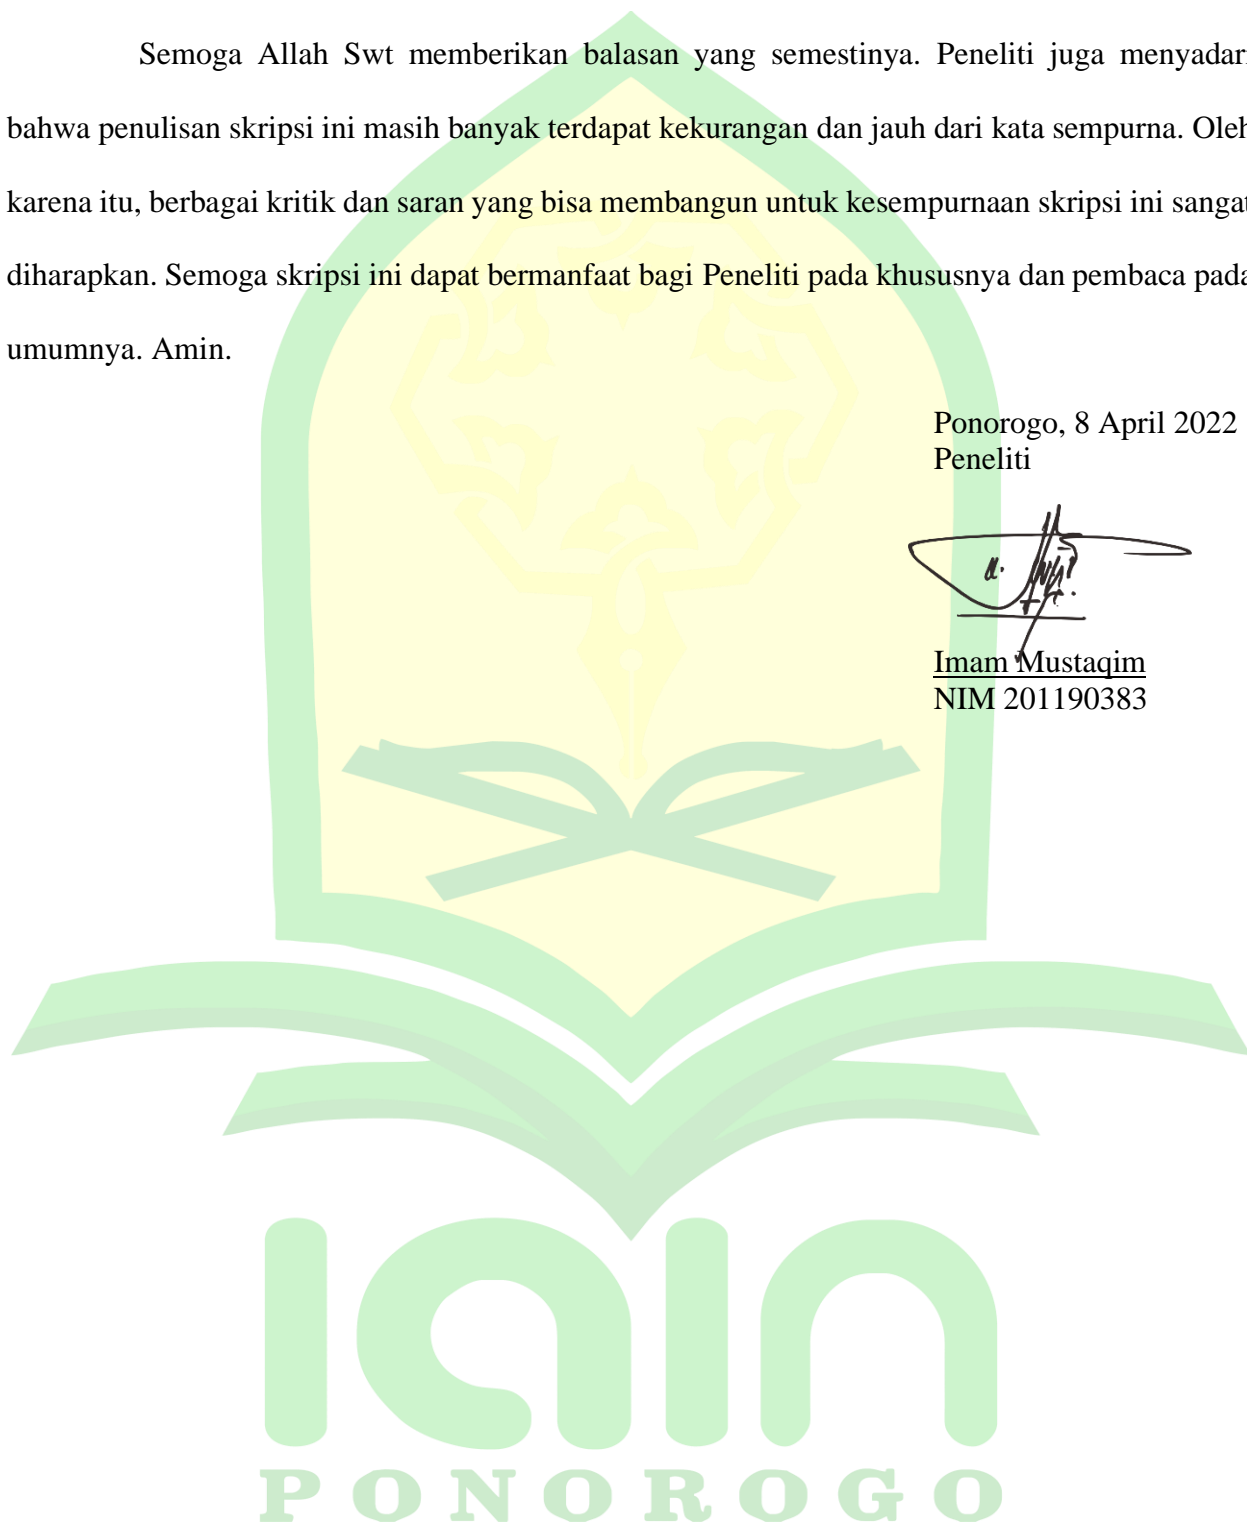 Semoga Allah Swt memberikan balasan yang semestinya. Peneliti juga menyadari
bahwa penulisan skripsi ini masih banyak terdapat kekurangan dan jauh dari kata sempurna. Oleh
karena itu, berbagai kritik dan saran yang bisa membangun untuk kesempurnaan skripsi ini sangat
diharapkan. Semoga skripsi ini dapat bermanfaat bagi Peneliti pada khususnya dan pembaca pada
umumnya. Amin.
Ponorogo, 8 April 2022
Peneliti
Imam Mustaqim
NIM 201190383
IAIN
PONOROGO